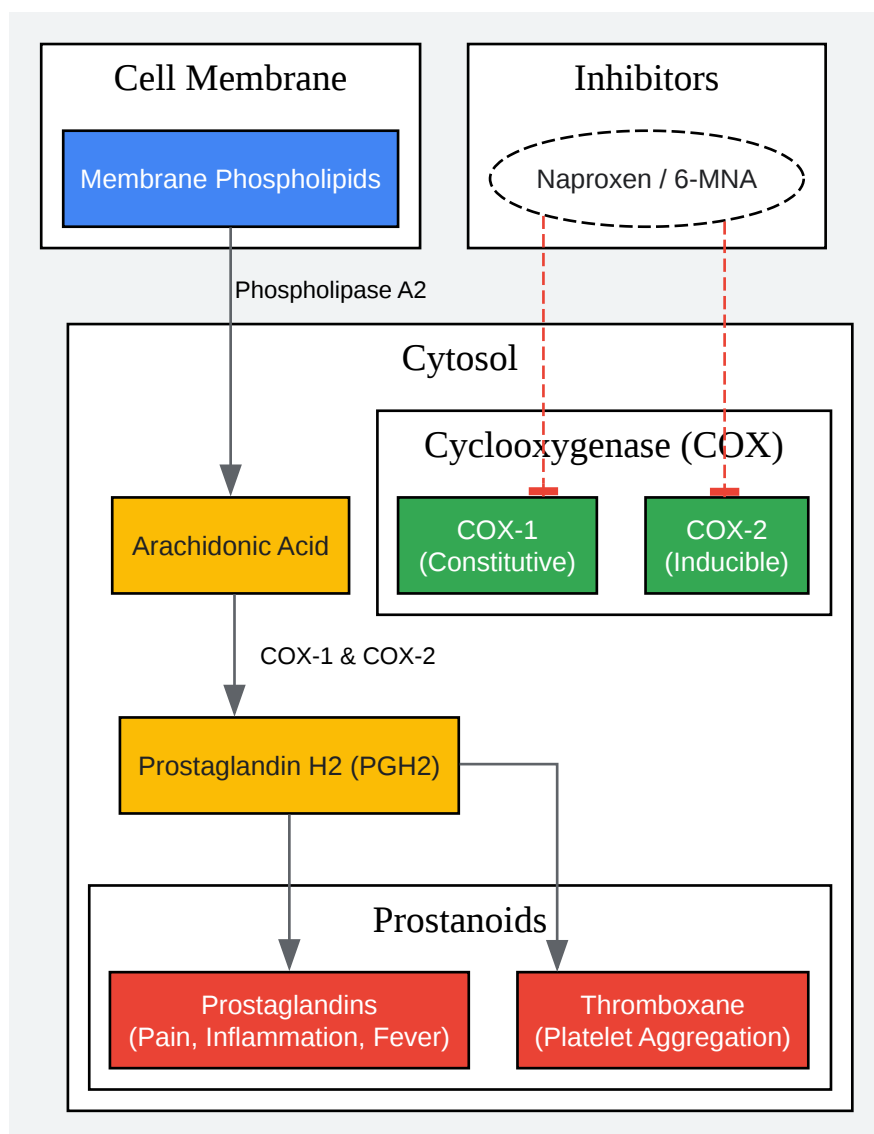 Cell Membrane
Inhibitors
Membrane Phospholipids
Naproxen / 6-MNA
Phospholipase A2
Cytosol
Cyclooxygenase (COX)
Arachidonic Acid
COX-1
(Constitutive)
COX-2
(Inducible)
COX-1 & COX-2
Prostaglandin H2 (PGH2)
Prostanoids
Prostaglandins
(Pain, Inflammation, Fever)
Thromboxane
(Platelet Aggregation)